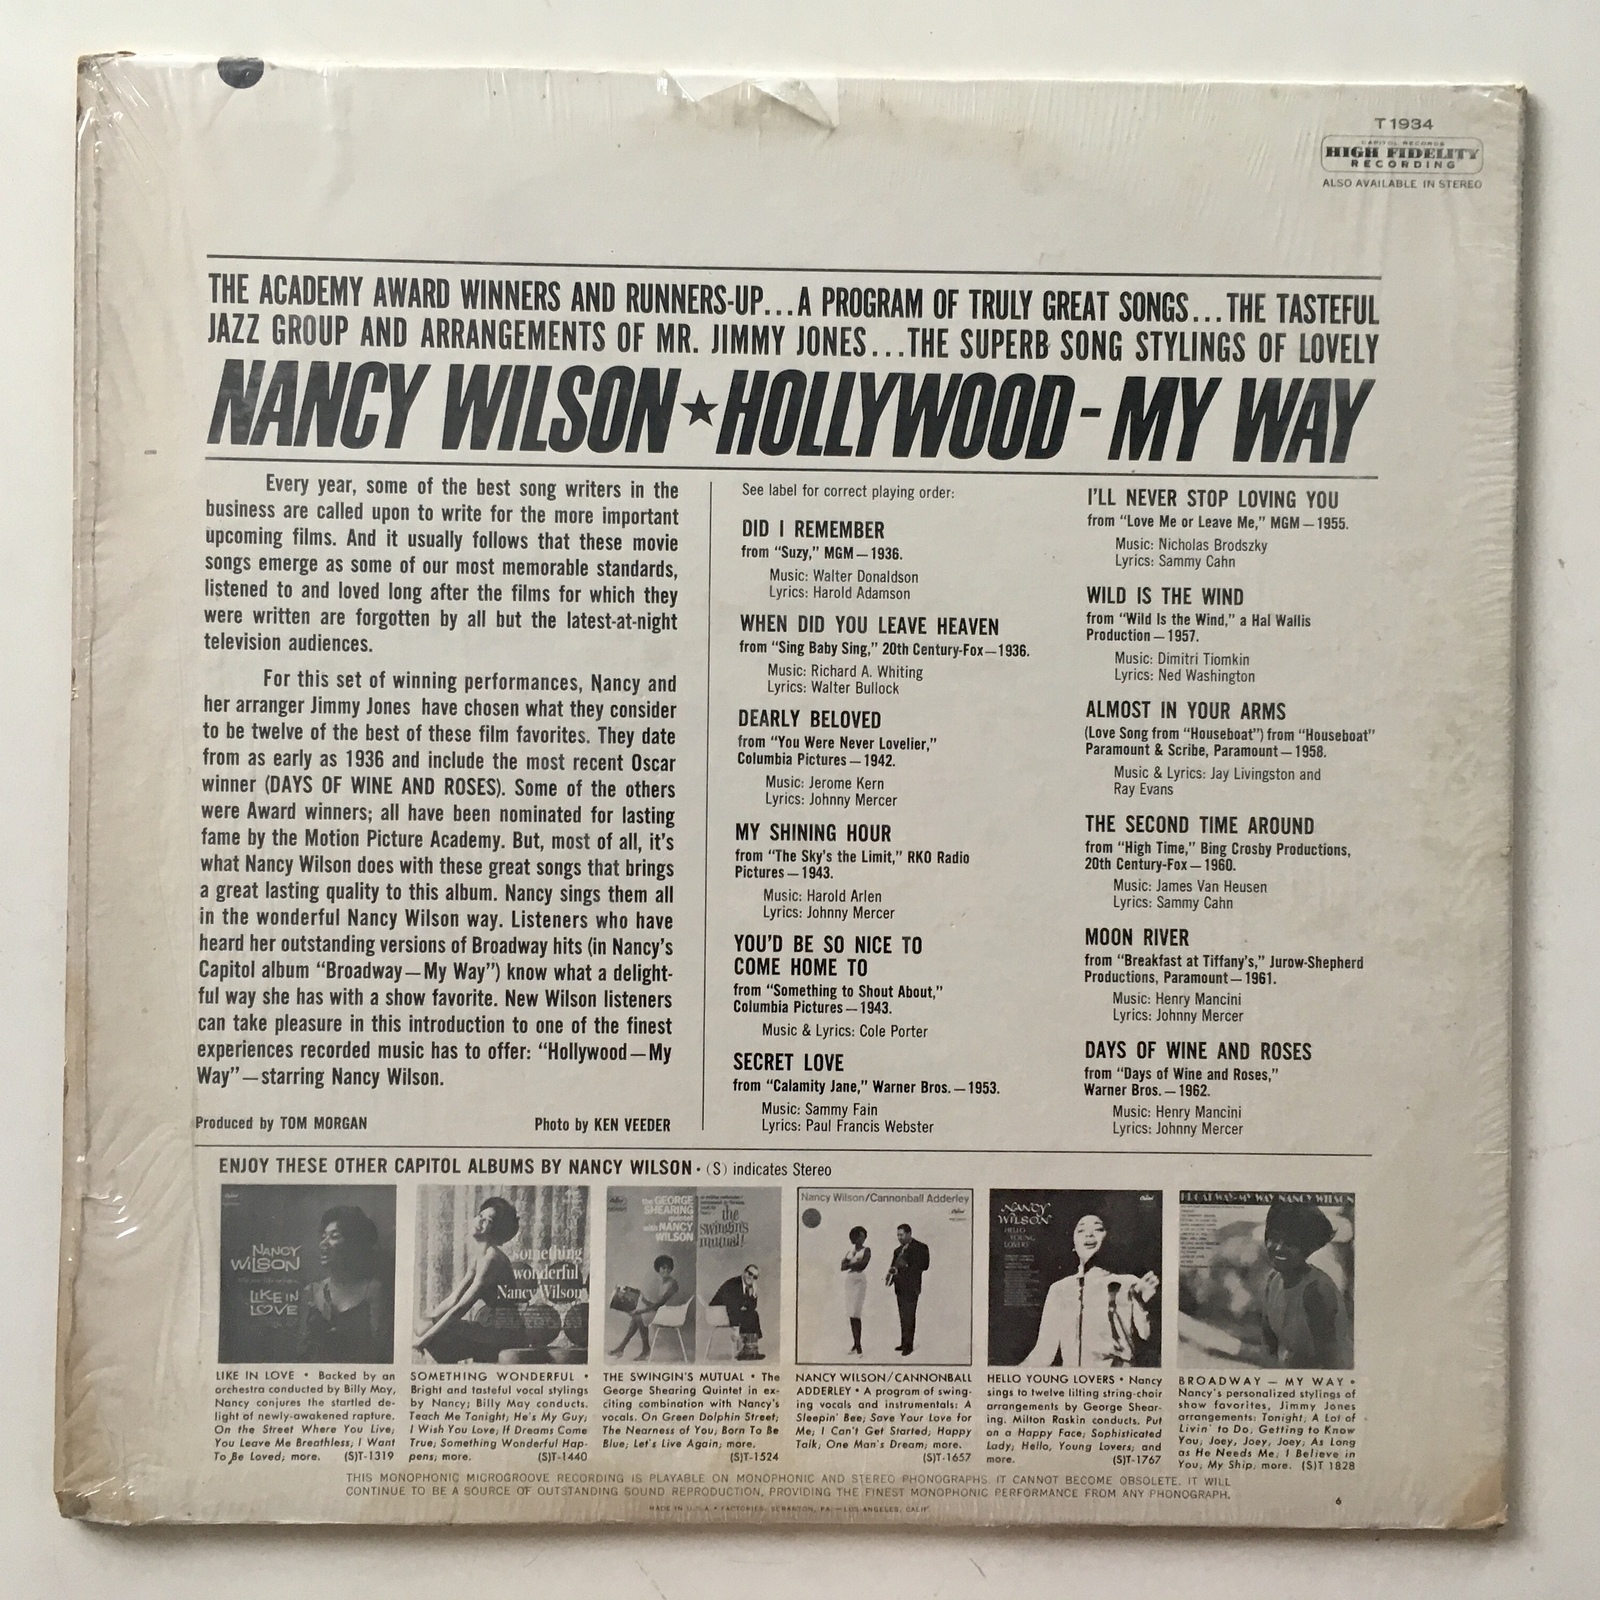 T 1934
CAPITOL RECORDS
HIGH FIDELITY
RECORDING
ALSO AVAILABLE IN STEREO
THE ACADEMY AWARD WINNERS AND RUNNERS-UP...A PROGRAM OF TRULY GREAT SONGS...THE TASTEFUL
JAZZ GROUP AND ARRANGEMENTS OF MR. JIMMY JONES...THE SUPERB SONG STYLINGS OF LOVELY
NANCY WILSON★HOLLYWOOD - MY WAY
Every year, some of the best song writers in the
business are called upon to write for the more important
upcoming films. And it usually follows that these movie
songs emerge as some of our most memorable standards,
listened to and loved long after the films for which they
were written are forgotten by all but the latest-at-night
television audiences.
For this set of winning performances, Nancy and
her arranger Jimmy Jones have chosen what they consider
to be twelve of the best of these film favorites. They date
from as early as 1936 and include the most recent Oscar
winner (DAYS OF WINE AND ROSES). Some of the others
were Award winners; all have been nominated for lasting
fame by the Motion Picture Academy. But, most of all, it's
what Nancy Wilson does with these great songs that brings
a great lasting quality to this album. Nancy sings them all
in the wonderful Nancy Wilson way. Listeners who have
heard her outstanding versions of Broadway hits (in Nancy's
Capitol album "Broadway—My Way") know what a delight-
ful way she has with a show favorite. New Wilson listeners
can take pleasure in this introduction to one of the finest
experiences recorded music has to offer: "Hollywood—My
Way"—starring Nancy Wilson.
Produced by TOM MORGAN
Photo by KEN VEEDER
See label for correct playing order:
DID I REMEMBER
from "Suzy," MGM—1936.
Music: Walter Donaldson
Lyrics: Harold Adamson
WHEN DID YOU LEAVE HEAVEN
from "Sing Baby Sing," 20th Century-Fox—1936.
Music: Richard A. Whiting
Lyrics: Walter Bullock
DEARLY BELOVED
from "You Were Never Lovelier,"
Columbia Pictures—1942.
Music: Jerome Kern
Lyrics: Johnny Mercer
MY SHINING HOUR
from "The Sky's the Limit," RKO Radio
Pictures—1943.
Music: Harold Arlen
Lyrics: Johnny Mercer
YOU'D BE SO NICE TO
COME HOME TO
from "Something to Shout About,"
Columbia Pictures—1943.
Music & Lyrics: Cole Porter
SECRET LOVE
from "Calamity Jane," Warner Bros.—1953.
Music: Sammy Fain
Lyrics: Paul Francis Webster
I'LL NEVER STOP LOVING YOU
from "Love Me or Leave Me," MGM—1955.
Music: Nicholas Brodszky
Lyrics: Sammy Cahn
WILD IS THE WIND
from "Wild Is the Wind," a Hal Wallis
Production—1957.
Music: Dimitri Tiomkin
Lyrics: Ned Washington
ALMOST IN YOUR ARMS
(Love Song from "Houseboat") from "Houseboat"
Paramount & Scribe, Paramount—1958.
Music & Lyrics: Jay Livingston and
Ray Evans
THE SECOND TIME AROUND
from "High Time," Bing Crosby Productions,
20th Century-Fox—1960.
Music: James Van Heusen
Lyrics: Sammy Cahn
MOON RIVER
from "Breakfast at Tiffany's," Jurow-Shepherd
Productions, Paramount—1961.
Music: Henry Mancini
Lyrics: Johnny Mercer
DAYS OF WINE AND ROSES
from "Days of Wine and Roses,"
Warner Bros.—1962.
Music: Henry Mancini
Lyrics: Johnny Mercer
ENJOY THESE OTHER CAPITOL ALBUMS BY NANCY WILSON • (S) indicates Stereo
NANCY
WILSON
LIKE IN
LOVE
something
wonderful
Nancy Wilson
the GEORGE
SHEARING
quintet
with NANCY
WILSON
the
swingin's
mutual!
Nancy Wilson/Cannonball Adderley
NANCY
WILSON
HELLO
YOUNG
LOVERS
BROADWAY-MY WAY NANCY WILSON
LIKE IN LOVE • Backed by an
orchestra conducted by Billy May,
Nancy conjures the startled de-
light of newly-awakened rapture.
On the Street Where You Live;
You Leave Me Breathless; I Want
To Be Loved; more. (S)T-1319
SOMETHING WONDERFUL •
Bright and tasteful vocal stylings
by Nancy; Billy May conducts.
Teach Me Tonight; He's My Guy;
I Wish You Love; If Dreams Come
True; Something Wonderful Hap-
pens; more. (S)T-1440
THE SWINGIN'S MUTUAL • The
George Shearing Quintet in ex-
citing combination with Nancy's
vocals. On Green Dolphin Street;
The Nearness of You; Born To Be
Blue; Let's Live Again; more.
(S)T-1524
NANCY WILSON/CANNONBALL
ADDERLEY • A program of swing-
ing vocals and instrumentals: A
Sleepin' Bee; Save Your Love for
Me; I Can't Get Started; Happy
Talk; One Man's Dream; more.
(S)T-1657
HELLO YOUNG LOVERS • Nancy
sings to twelve lilting string-choir
arrangements by George Shear-
ing. Milton Raskin conducts. Put
on a Happy Face; Sophisticated
Lady; Hello, Young Lovers; and
more. (S)T-1767
BROADWAY — MY WAY •
Nancy's personalized stylings of
show favorites, Jimmy Jones
arrangements: Tonight; A Lot of
Livin' to Do; Getting to Know
You; Joey, Joey, Joey; As Long
as He Needs Me; I Believe in
You; My Ship, more. (S)T 1828
THIS MONOPHONIC MICROGROOVE RECORDING IS PLAYABLE ON MONOPHONIC AND STEREO PHONOGRAPHS. IT CANNOT BECOME OBSOLETE. IT WILL
CONTINUE TO BE A SOURCE OF OUTSTANDING SOUND REPRODUCTION, PROVIDING THE FINEST MONOPHONIC PERFORMANCE FROM ANY PHONOGRAPH.
MADE IN U.S.A. • FACTORIES: SCRANTON, PA.—LOS ANGELES, CALIF.
6